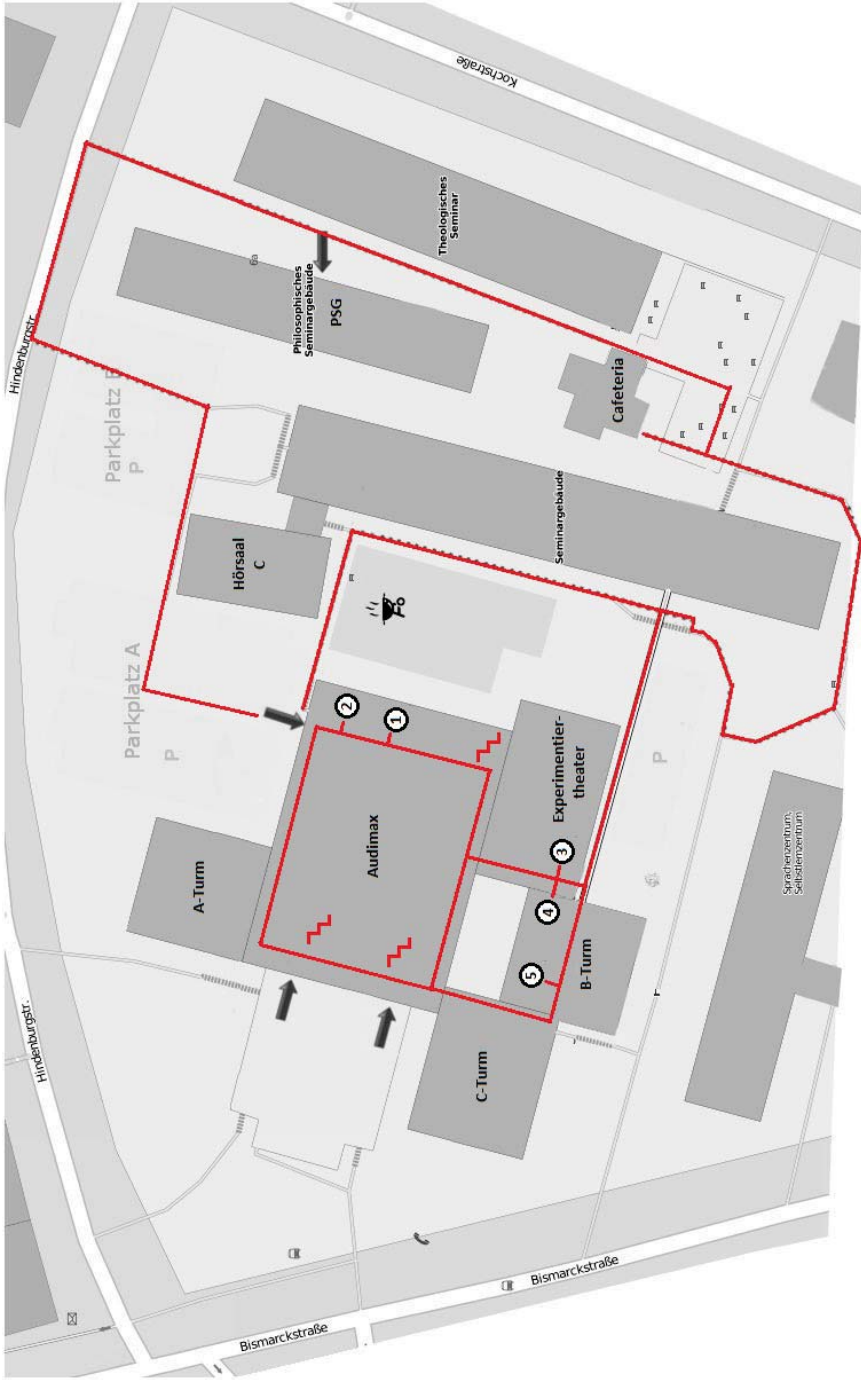 Hindenburgstr.
Kochstraße
Theologisches
Seminar
6a
Philosophisches
Seminargebäude
PSG
Cafeteria
Parkplatz B
P
Hörsaal
C
Seminargebäude
Parkplatz A
P
2
1
Audimax
A-Turm
Experimentier-
theater
3
4
5
B-Turm
C-Turm
P
Sprachenzentrum,
Selbstlernzentrum
Hindenburgstr.
Bismarckstraße
Bismarckstraße